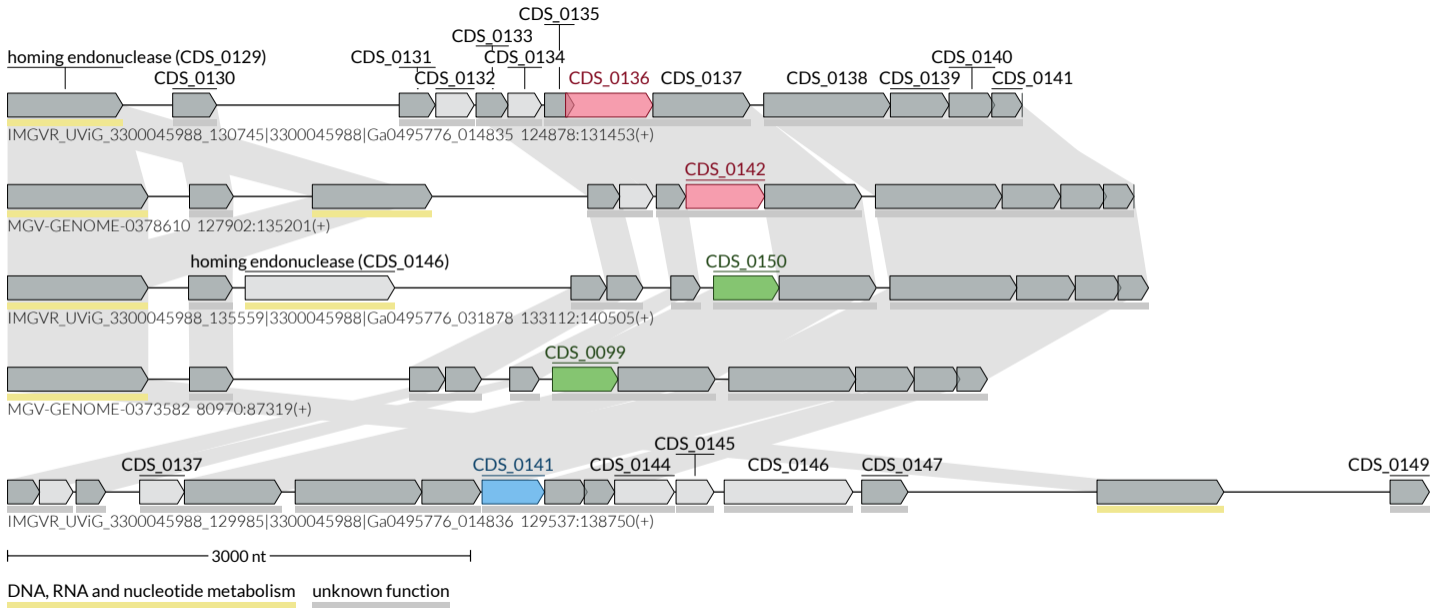 CDS_0135
CDS_0133
homing endonuclease (CDS_0129) CDS_0131 CDS_0134 CDS_0140
CDS_0130 CDS_0132 CDS_0136 CDS_0137 CDS_0138 CDS_0139 CDS_0141
IMGVR_UViG_3300045988_130745|3300045988|Ga0495776_014835 124878:131453(+)
CDS_0142
MGV-GENOME-0378610 127902:135201(+)
homing endonuclease (CDS_0146) CDS_0150
IMGVR_UViG_3300045988_135559|3300045988|Ga0495776_031878 133112:140505(+)
CDS_0099
MGV-GENOME-0373582 80970:87319(+)
CDS_0145
CDS_0137 CDS_0141 CDS_0144 CDS_0146 CDS_0147 CDS_0149
IMGVR_UViG_3300045988_129985|3300045988|Ga0495776_014836 129537:138750(+)
3000 nt
DNA, RNA and nucleotide metabolism unknown function